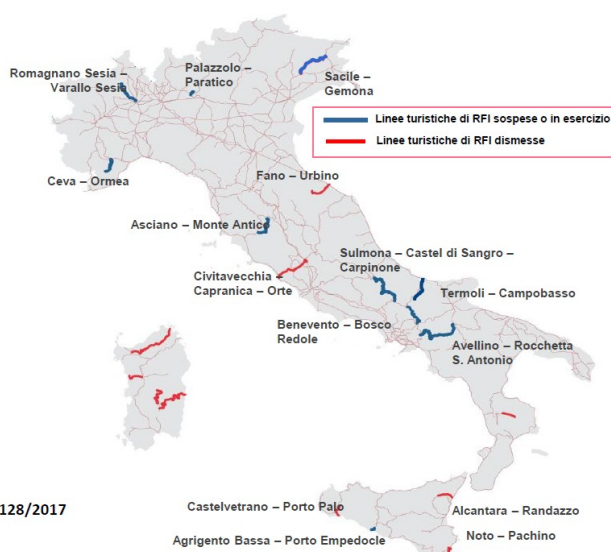 Romagnano Sesia –
Varallo Sesia
Palazzolo –
Paratico
Sacile –
Gemona
Linee turistiche di RFI sospese o in esercizio
Linee turistiche di RFI dismesse
Ceva – Ormea
Fano – Urbino
Asciano – Monte Antico
Sulmona – Castel di Sangro –
Carpinone
Civitavecchia –
Capranica – Orte
Termoli – Campobasso
Benevento – Bosco
Redole
Avellino – Rocchetta
S. Antonio
128/2017
Castelvetrano – Porto Palo
Alcantara – Randazzo
Noto – Pachino
Agrigento Bassa – Porto Empedocle